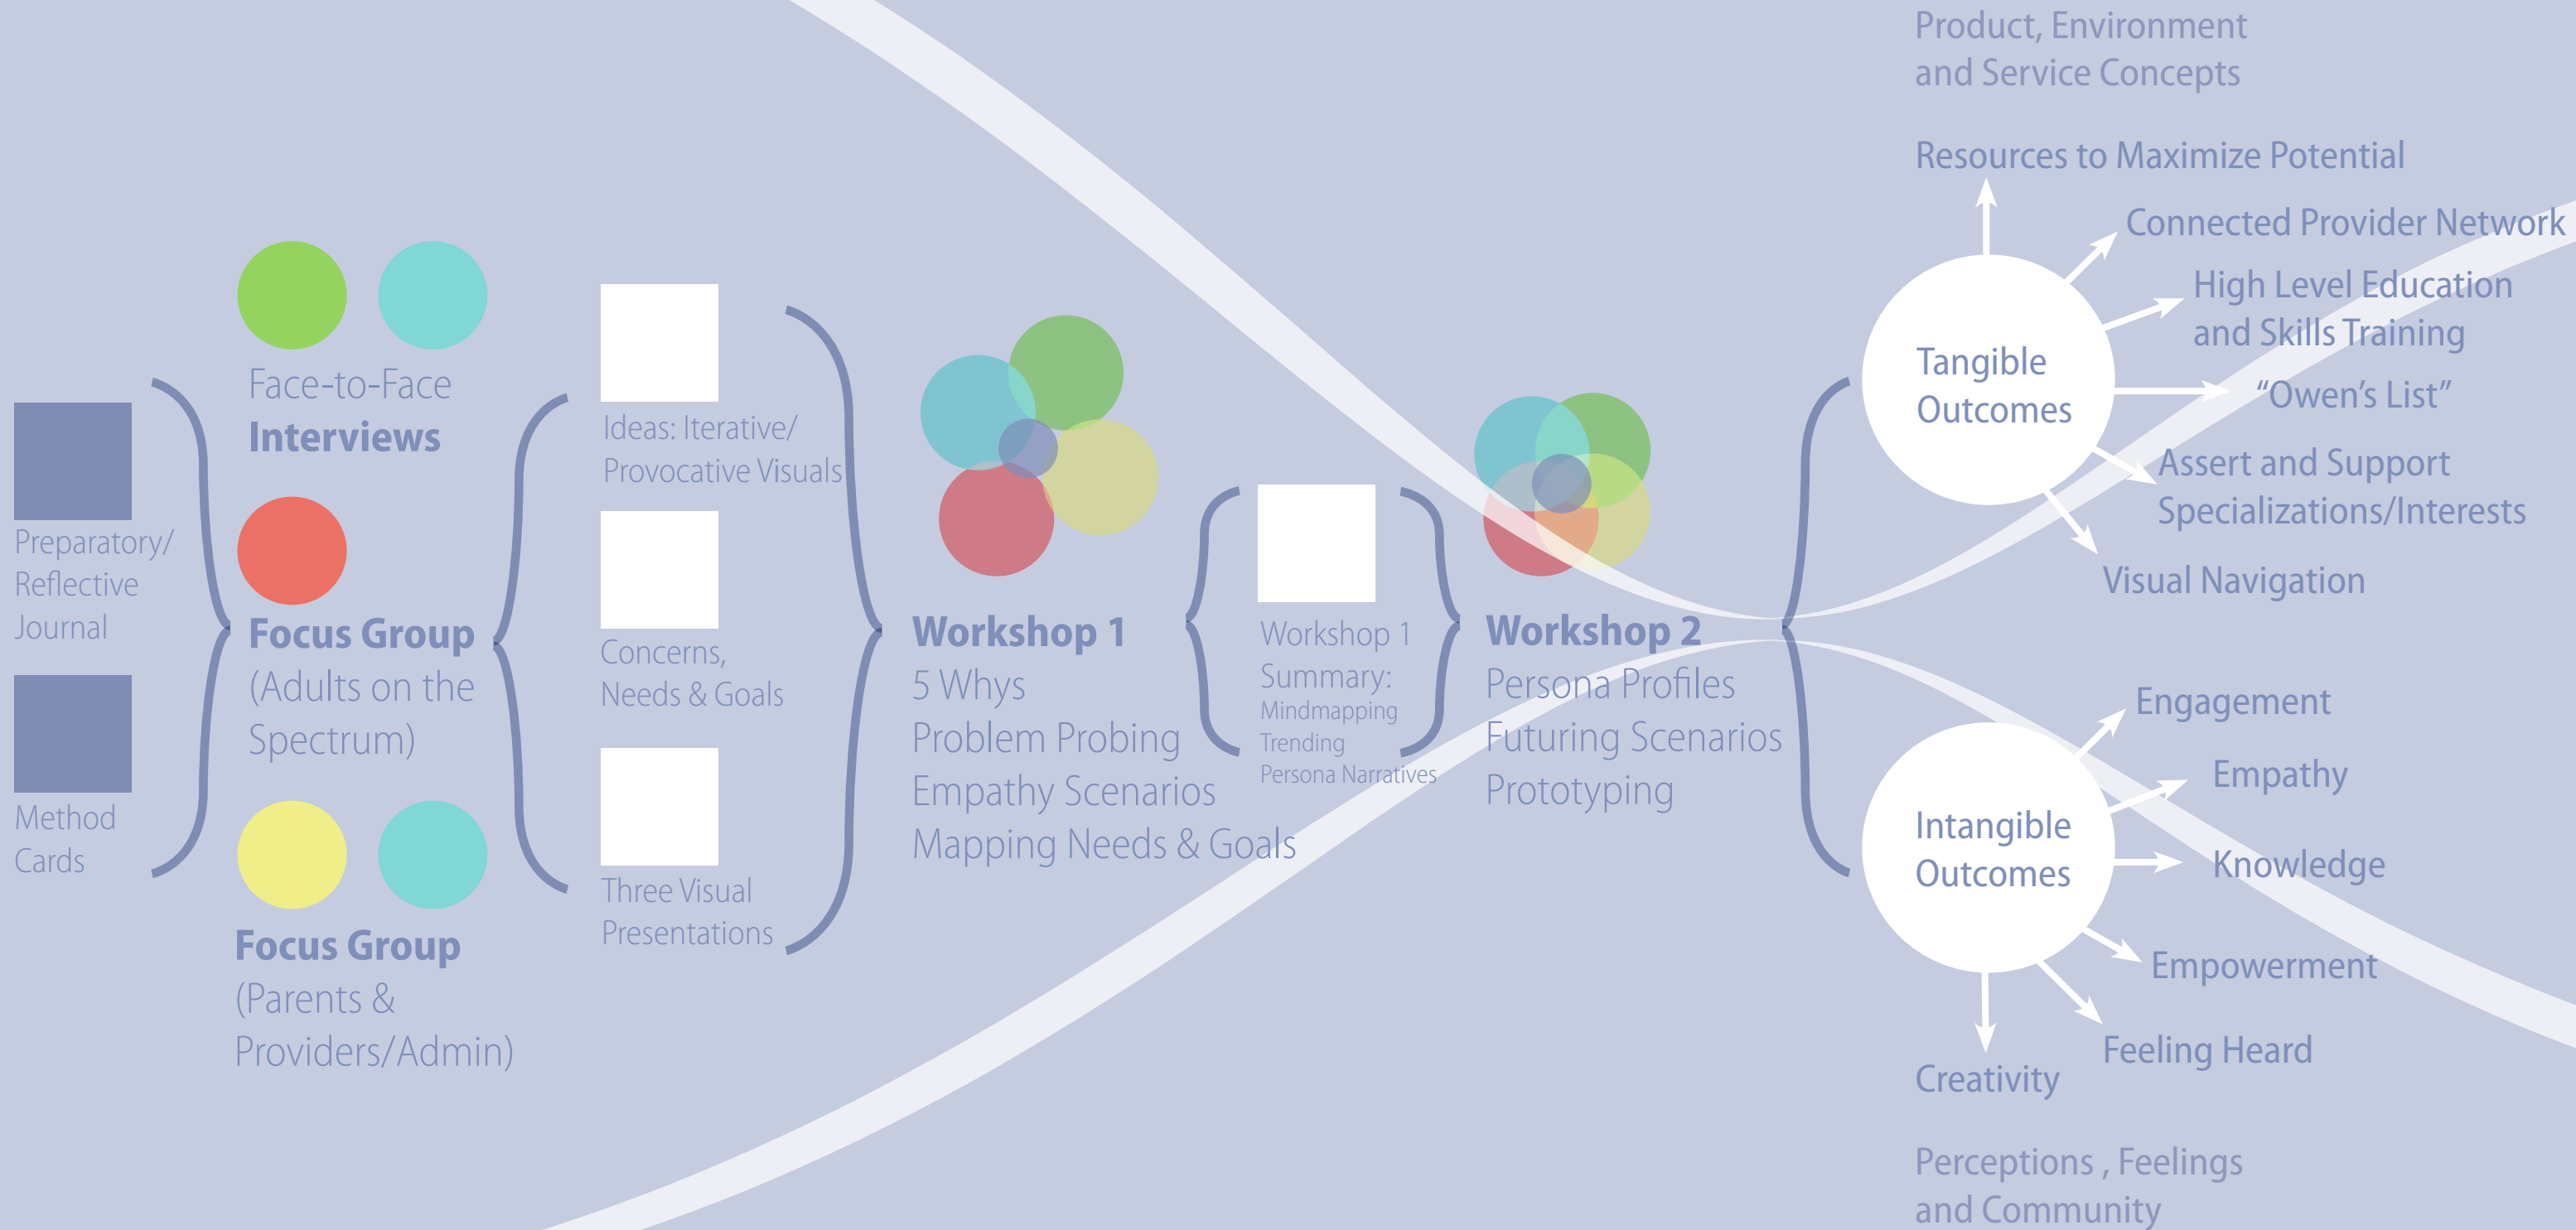 Preparatory/
Reflective
Journal
Method
Cards
Face-to-Face
Interviews
Focus Group
(Adults on the
Spectrum)
Focus Group
(Parents &
Providers/Admin)
Ideas: Iterative/
Provocative Visuals
Concerns,
Needs & Goals
Three Visual
Presentations
Workshop 1
5 Whys
Problem Probing
Empathy Scenarios
Mapping Needs & Goals
Workshop 1
Summary:
Mindmapping
Trending
Persona Narratives
Workshop 2
Persona Profiles
Futuring Scenarios
Prototyping
Product, Environment
and Service Concepts
Resources to Maximize Potential
Connected Provider Network
High Level Education
and Skills Training
“Owen’s List”
Assert and Support
Specializations/Interests
Visual Navigation
Tangible
Outcomes
Intangible
Outcomes
Engagement
Empathy
Knowledge
Empowerment
Feeling Heard
Creativity
Perceptions , Feelings
and Community